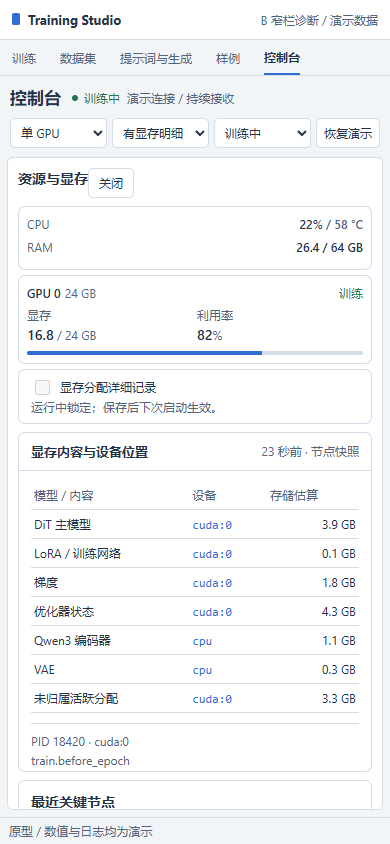 Training Studio B 窄栏诊断 / 演示数据
训练 数据集 提示词与生成 样例 控制台
控制台 训练中 演示连接 / 持续接收
单 GPU 有显存明细 训练中 恢复演示
资源与显存 关闭
CPU 22% / 58 °C
RAM 26.4 / 64 GB
GPU 0 24 GB 训练
显存 利用率
16.8 / 24 GB 82%
显存分配详细记录
运行中锁定；保存后下次启动生效。
显存内容与设备位置 23 秒前 · 节点快照
模型 / 内容 设备 存储估算
DiT 主模型 cuda:0 3.9 GB
LoRA / 训练网络 cuda:0 0.1 GB
梯度 cuda:0 1.8 GB
优化器状态 cuda:0 4.3 GB
Qwen3 编码器 cpu 1.1 GB
VAE cpu 0.3 GB
未归属活跃分配 cuda:0 3.3 GB
PID 18420 · cuda:0
train.before_epoch
最近关键节点
原型 / 数值与日志均为演示